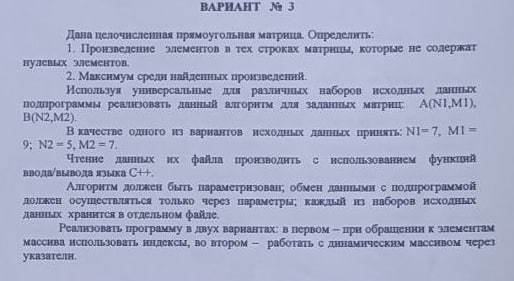 ВАРИАНТ № 3
Дана целочисленная прямоугольная матрица. Определить:
1. Произведение элементов в тех строках матрицы, которые не содержат
нулевых элементов.
2. Максимум среди найденных произведений.
Используя универсальные для различных наборов исходных данных
подпрограммы реализовать данный алгоритм для заданных матриц: A(N1,M1),
B(N2,M2).
В качестве одного из вариантов исходных данных принять: N1= 7, M1 =
9; N2 = 5, M2 = 7.
Чтение данных их файла производить с использованием функций
ввода/вывода языка С++.
Алгоритм должен быть параметризован; обмен данными с подпрограммой
должен осуществляться только через параметры; каждый из наборов исходных
данных хранится в отдельном файле.
Реализовать программу в двух вариантах: в первом – при обращении к элементам
массива использовать индексы, во втором – работать с динамическим массивом через
указатели.